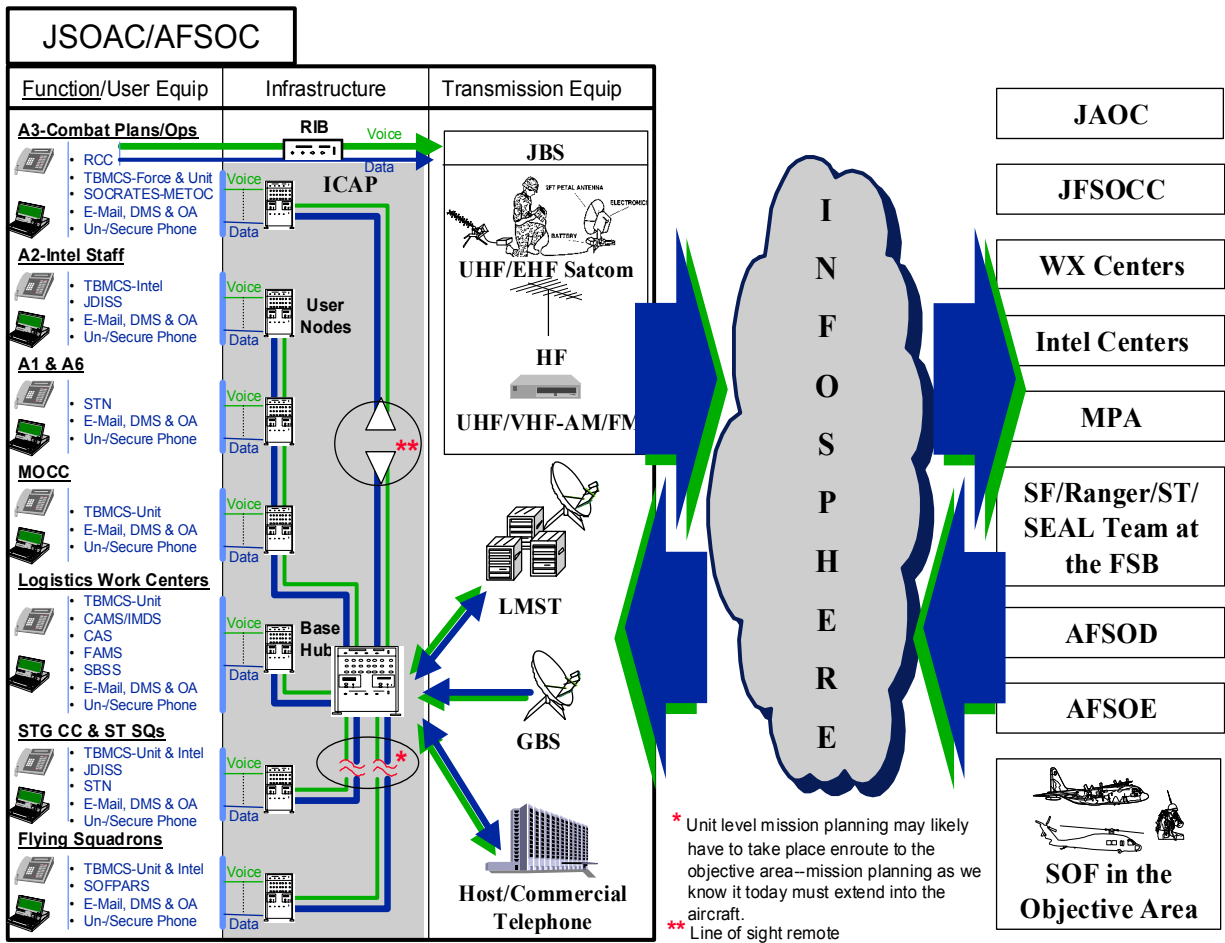 JSOAC/AFSOC
Function/User Equip
Infrastructure
Transmission Equip
A3-Combat Plans/Ops
• RCC
• TBMCS-Force & Unit
• SOCRATES-METOC
• E-Mail, DMS & OA
• Un-/Secure Phone
A2-Intel Staff
• TBMCS-Intel
• JDISS
• E-Mail, DMS & OA
• Un-/Secure Phone
A1 & A6
• STN
• E-Mail, DMS & OA
• Un-/Secure Phone
MOCC
• TBMCS-Unit
• E-Mail, DMS & OA
• Un-/Secure Phone
Logistics Work Centers
• TBMCS-Unit
• CAMS/IMDS
• CAS
• FAMS
• SBSS
• E-Mail, DMS & OA
• Un-/Secure Phone
STG CC & ST SQs
• TBMCS-Unit & Intel
• JDISS
• STN
• E-Mail, DMS & OA
• Un-/Secure Phone
Flying Squadrons
• TBMCS-Unit & Intel
• SOFPARS
• E-Mail, DMS & OA
• Un-/Secure Phone
RIB
Voice
Data
ICAP
Voice
Data
Voice
Data
User
Nodes
Voice
Data
**
Voice
Data
Voice
Data
Base
Hub
Voice
Data
*
Voice
Data
JBS
2FT PETAL ANTENNA
ELECTRONICS
BATTERY
UHF/EHF Satcom
HF
UHF/VHF-AM/FM
LMST
GBS
Host/Commercial
Telephone
I
N
F
O
S
P
H
E
R
E
* Unit level mission planning may likely
have to take place enroute to the
objective area--mission planning as we
know it today must extend into the
aircraft.
** Line of sight remote
JAOC
JFSOCC
WX Centers
Intel Centers
MPA
SF/Ranger/ST/
SEAL Team at
the FSB
AFSOD
AFSOE
SOF in the
Objective Area